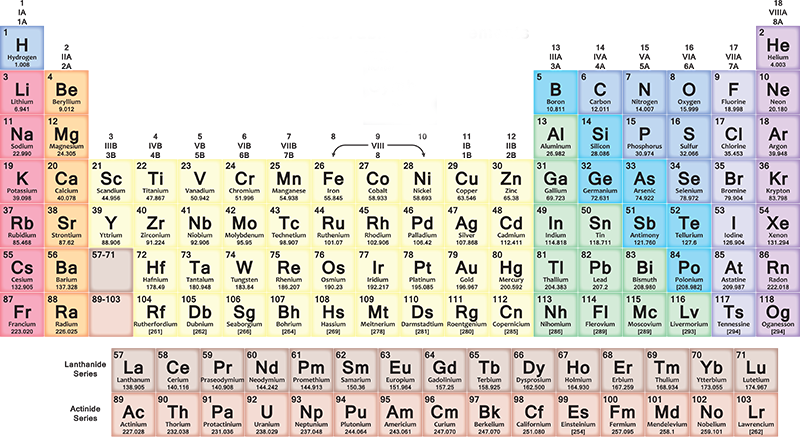 1 18
IA VIIIA
1A 8A
1 2
H He
Hydrogen Helium
1.008 4.003
2 13 14 15 16 17
IIA IIIA IVA VA VIA VIIA
2A 3A 4A 5A 6A 7A
3 4 5 6 7 8 9 10
Li Be B C N O F Ne
Lithium Beryllium Boron Carbon Nitrogen Oxygen Fluorine Neon
6.941 9.012 10.811 12.011 14.007 15.999 18.998 20.180
11 12 13 14 15 16 17 18
Na Mg Al Si P S Cl Ar
Sodium Magnesium Aluminum Silicon Phosphorus Sulfur Chlorine Argon
22.990 24.305 26.982 28.086 30.974 32.066 35.453 39.948
3 4 5 6 7 8 9 10 11 12
IIIB IVB VB VIB VIIB VIII IB IIB
3B 4B 5B 6B 7B 8 1B 2B
19 20 21 22 23 24 25 26 27 28 29 30 31 32 33 34 35 36
K Ca Sc Ti V Cr Mn Fe Co Ni Cu Zn Ga Ge As Se Br Kr
Potassium Calcium Scandium Titanium Vanadium Chromium Manganese Iron Cobalt Nickel Copper Zinc Gallium Germanium Arsenic Selenium Bromine Krypton
39.098 40.078 44.956 47.867 50.942 51.996 54.938 55.845 58.933 58.693 63.546 65.38 69.723 72.631 74.922 78.972 79.904 83.798
37 38 39 40 41 42 43 44 45 46 47 48 49 50 51 52 53 54
Rb Sr Y Zr Nb Mo Tc Ru Rh Pd Ag Cd In Sn Sb Te I Xe
Rubidium Strontium Yttrium Zirconium Niobium Molybdenum Technetium Ruthenium Rhodium Palladium Silver Cadmium Indium Tin Antimony Tellurium Iodine Xenon
85.468 87.62 88.906 91.224 92.906 95.95 98.907 101.07 102.906 106.42 107.868 112.411 114.818 118.711 121.760 127.6 126.904 131.294
55 56 57-71 72 73 74 75 76 77 78 79 80 81 82 83 84 85 86
Cs Ba Hf Ta W Re Os Ir Pt Au Hg Tl Pb Bi Po At Rn
Cesium Barium Hafnium Tantalum Tungsten Rhenium Osmium Iridium Platinum Gold Mercury Thallium Lead Bismuth Polonium Astatine Radon
132.905 137.328 178.49 180.948 183.84 186.207 190.23 192.217 195.085 196.967 200.592 204.383 207.2 208.980 [208.982] 209.987 222.018
87 88 89-103 104 105 106 107 108 109 110 111 112 113 114 115 116 117 118
Fr Ra Rf Db Sg Bh Hs Mt Ds Rg Cn Nh Fl Mc Lv Ts Og
Francium Radium Rutherfordium Dubnium Seaborgium Bohrium Hassium Meitnerium Darmstadtium Roentgenium Copernicium Nihonium Flerovium Moscovium Livermorium Tennessine Oganesson
223.020 226.025 [261] [262] [266] [264] [269] [278] [281] [280] [285] [286] [289] [289] [293] [294] [294]
Lanthanide
Series
57 58 59 60 61 62 63 64 65 66 67 68 69 70 71
La Ce Pr Nd Pm Sm Eu Gd Tb Dy Ho Er Tm Yb Lu
Lanthanum Cerium Praseodymium Neodymium Promethium Samarium Europium Gadolinium Terbium Dysprosium Holmium Erbium Thulium Ytterbium Lutetium
138.905 140.116 140.908 144.242 144.913 150.36 151.964 157.25 158.925 162.500 164.930 167.259 168.934 173.055 174.967
Actinide
Series
89 90 91 92 93 94 95 96 97 98 99 100 101 102 103
Ac Th Pa U Np Pu Am Cm Bk Cf Es Fm Md No Lr
Actinium Thorium Protactinium Uranium Neptunium Plutonium Americium Curium Berkelium Californium Einsteinium Fermium Mendelevium Nobelium Lawrencium
227.028 232.038 231.036 238.029 237.048 244.064 243.061 247.070 247.070 251.080 [254] 257.095 258.1 259.101 [262]